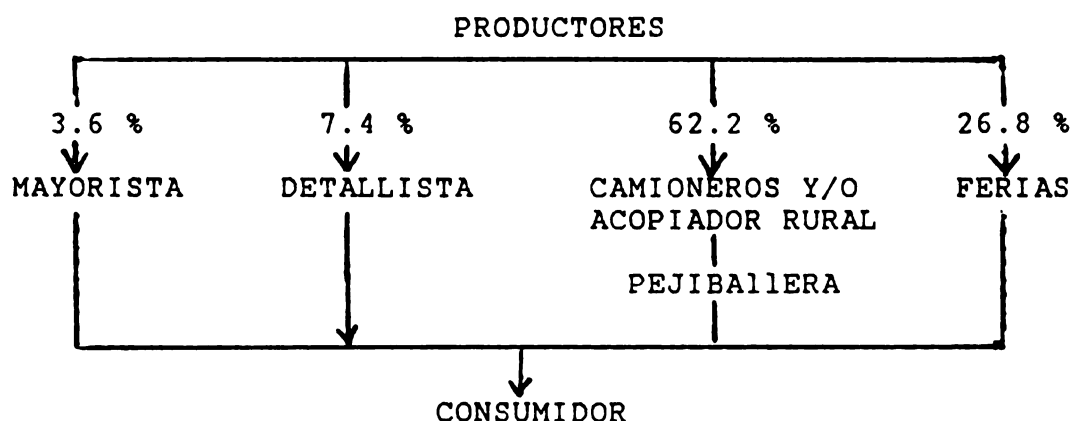 PRODUCTORES
3.6 % 7.4 % 62.2 % 26.8 %
MAYORISTA DETALLISTA CAMIONEROS Y/O FERIAS
ACOPIADOR RURAL
PEJIBAllERA
CONSUMIDOR